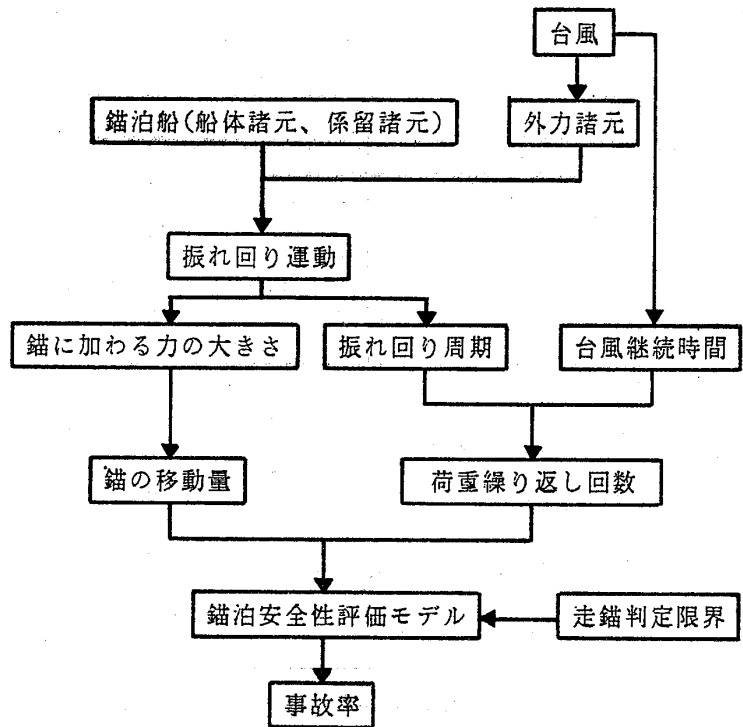 台風
錨泊船(船体諸元、係留諸元)
外力諸元
振れ回り運動
錨に加わる力の大きさ
振れ回り周期
台風継続時間
錨の移動量
荷重繰り返し回数
錨泊安全性評価モデル
走錨判定限界
事故率